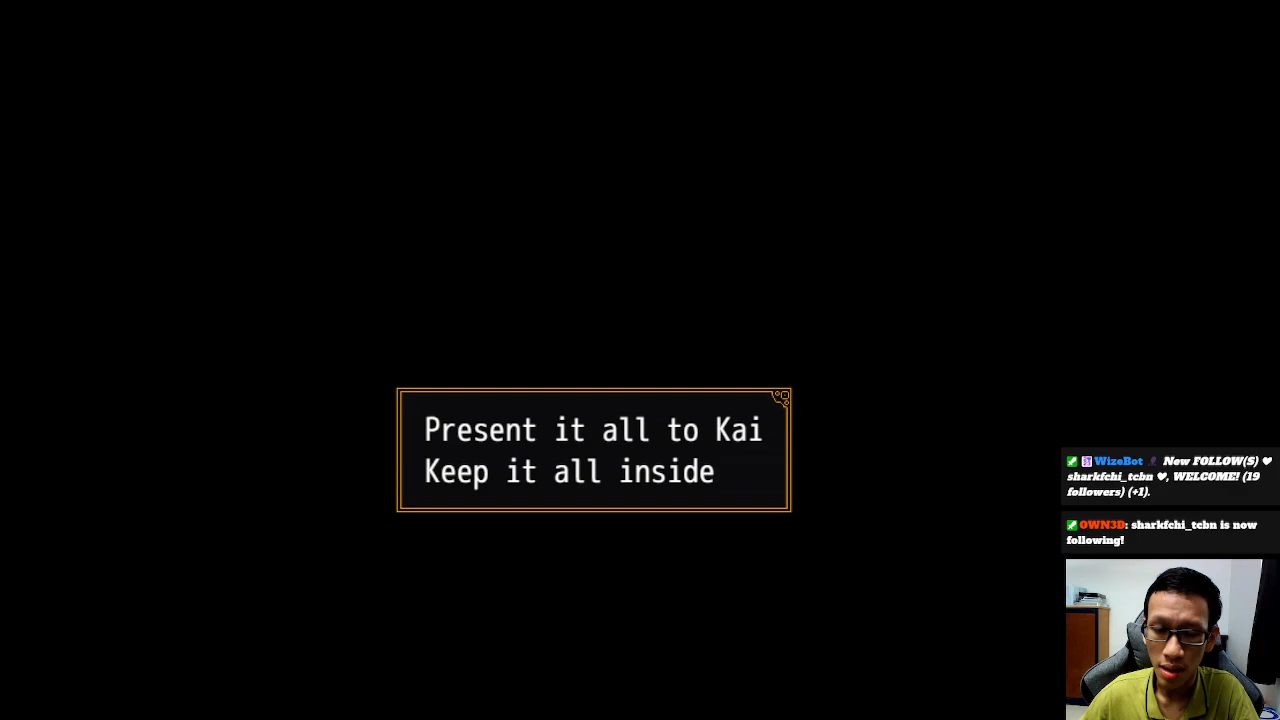 Present it all to Kai
Keep it all inside
WizeBot New FOLLOW(S) ❤
sharkfchi_tcbn ❤, WELCOME! (19
followers) (+1).
OWN3D: sharkfchi_tcbn is now
following!